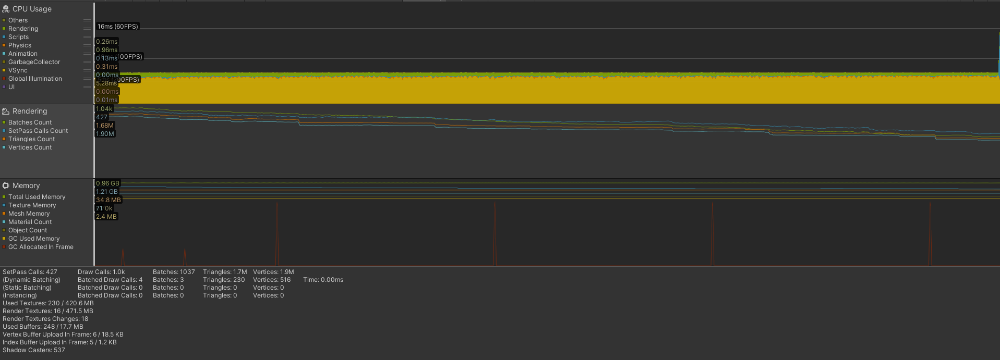 CPU Usage
Others
Rendering
Scripts
Physics
Animation
GarbageCollector
VSync
Global Illumination
UI
16ms (60FPS)
0.26ms
0.96ms
(100FPS)
0.13ms
0.31ms
0.00ms
(200FPS)
5.28ms
0.00ms
0.01ms
Rendering
Batches Count
SetPass Calls Count
Triangles Count
Vertices Count
1.04k
427
1.68M
1.90M
Memory
Total Used Memory
Texture Memory
Mesh Memory
Material Count
Object Count
GC Used Memory
GC Allocated In Frame
0.96 GB
1.21 GB
34.8 MB
2.4 MB
SetPass Calls: 427 Draw Calls: 1.0k Batches: 1037 Triangles: 1.7M Vertices: 1.9M
(Dynamic Batching) Batched Draw Calls: 4 Batches: 3 Triangles: 230 Vertices: 516 Time: 0.00ms
(Static Batching) Batched Draw Calls: 0 Batches: 0 Triangles: 0 Vertices: 0
(Instancing) Batched Draw Calls: 0 Batches: 0 Triangles: 0 Vertices: 0
Used Textures: 230 / 420.6 MB
Render Textures: 16 / 471.5 MB
Render Textures Changes: 18
Used Buffers: 248 / 17.7 MB
Vertex Buffer Upload In Frame: 6 / 18.5 KB
Index Buffer Upload In Frame: 5 / 1.2 KB
Shadow Casters: 537